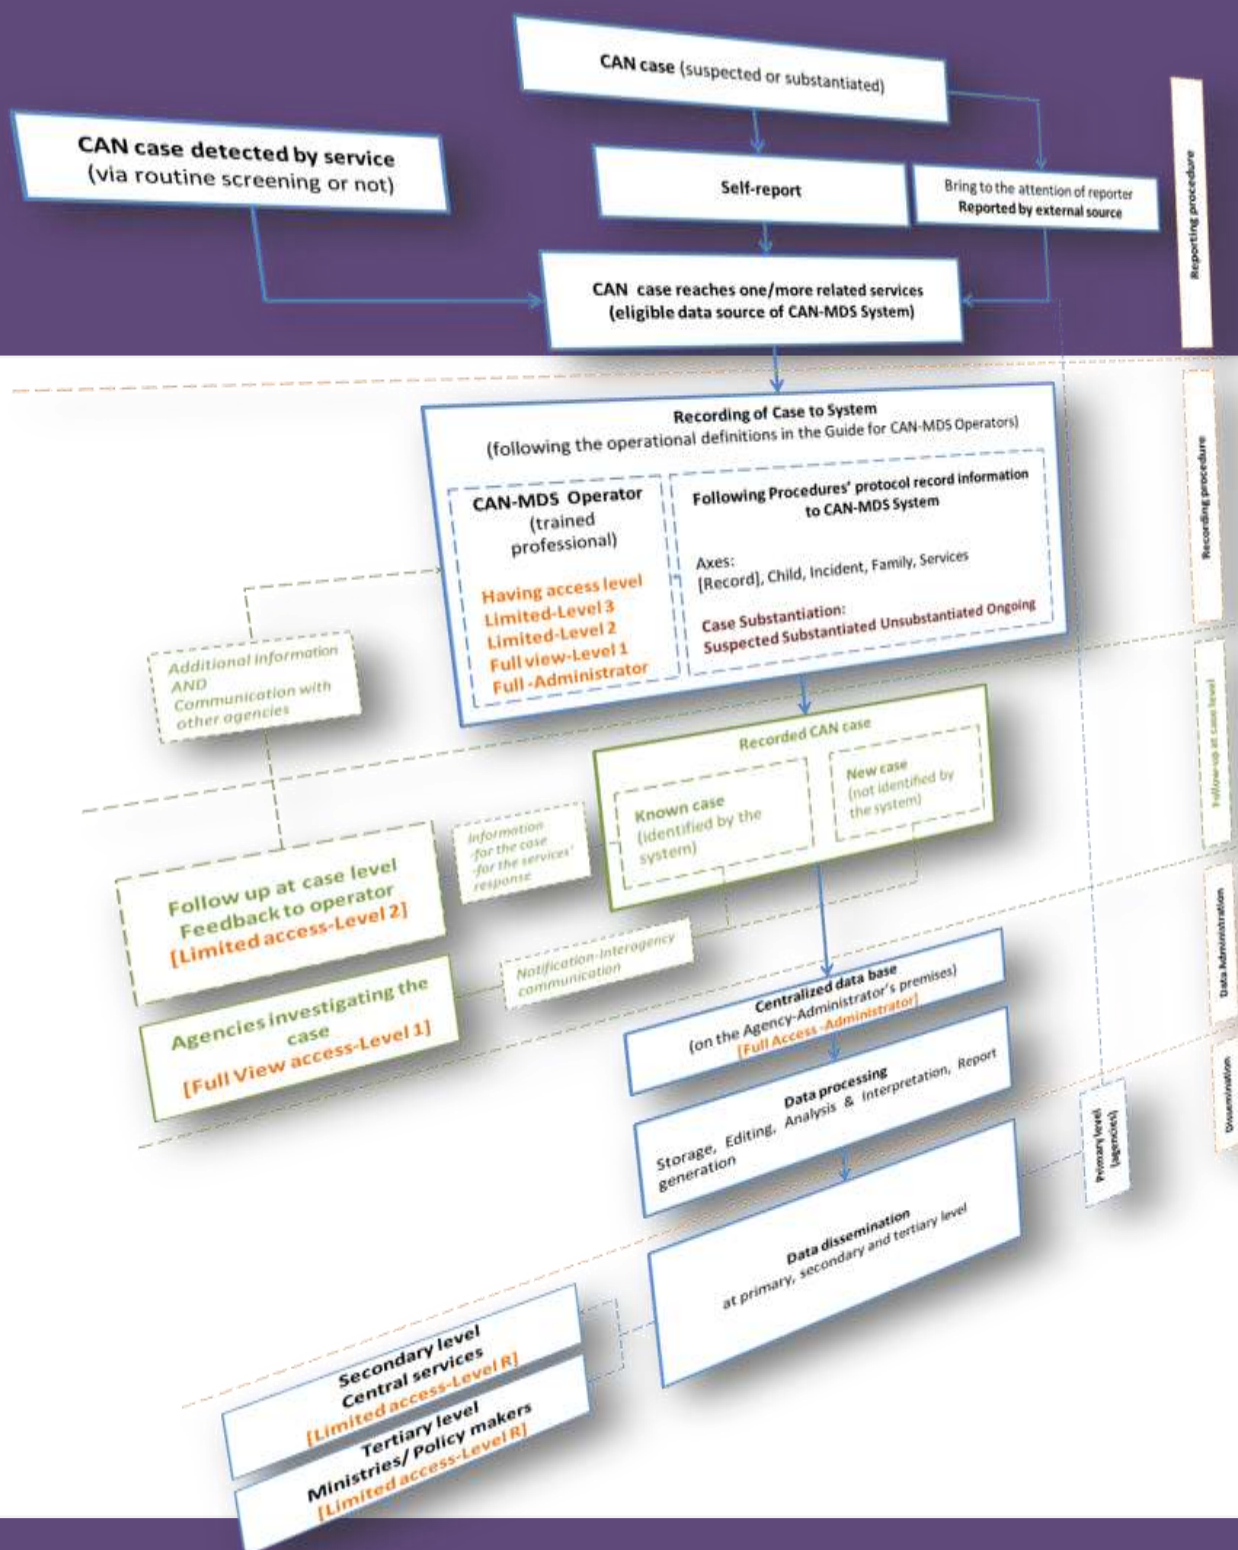 CAN case (suspected or substantiated)
CAN case detected by service
(via routine screening or not)
Self-report
Bring to the attention of reporter
Reported by external source
Reporting procedure
CAN case reaches one/more related services
(eligible data source of CAN-MDS System)
Recording of Case to System
(following the operational definitions in the Guide for CAN-MDS Operators)
CAN-MDS Operator
(trained
professional)
Having access level
Limited-Level 3
Limited-Level 2
Full view-Level 1
Full -Administrator
Following Procedures' protocol record information
to CAN-MDS System
Axes:
[Record], Child, Incident, Family, Services
Case Substantiation:
Suspected Substantiated Unsubstantiated Ongoing
Recording procedure
Additional information
AND
Communication with
other agencies
Recorded CAN case
Known case
(identified by the
system)
New case
(not identified by
the system)
Follow-up at case level
Information
-for the case
-for the services'
response
Follow up at case level
Feedback to operator
[Limited access-Level 2]
Notification-Interagency
communication
Agencies investigating the
case
[Full View access-Level 1]
Centralized data base
(on the Agency-Administrator's premises)
[Full Access -Administrator]
Data Administration
Data processing
Storage, Editing, Analysis & Interpretation, Report
generation
Dissemination
Primary level
(agencies)
Data dissemination
at primary, secondary and tertiary level
Secondary level
Central services
[Limited access-Level R]
Tertiary level
Ministries/ Policy makers
[Limited access-Level R]